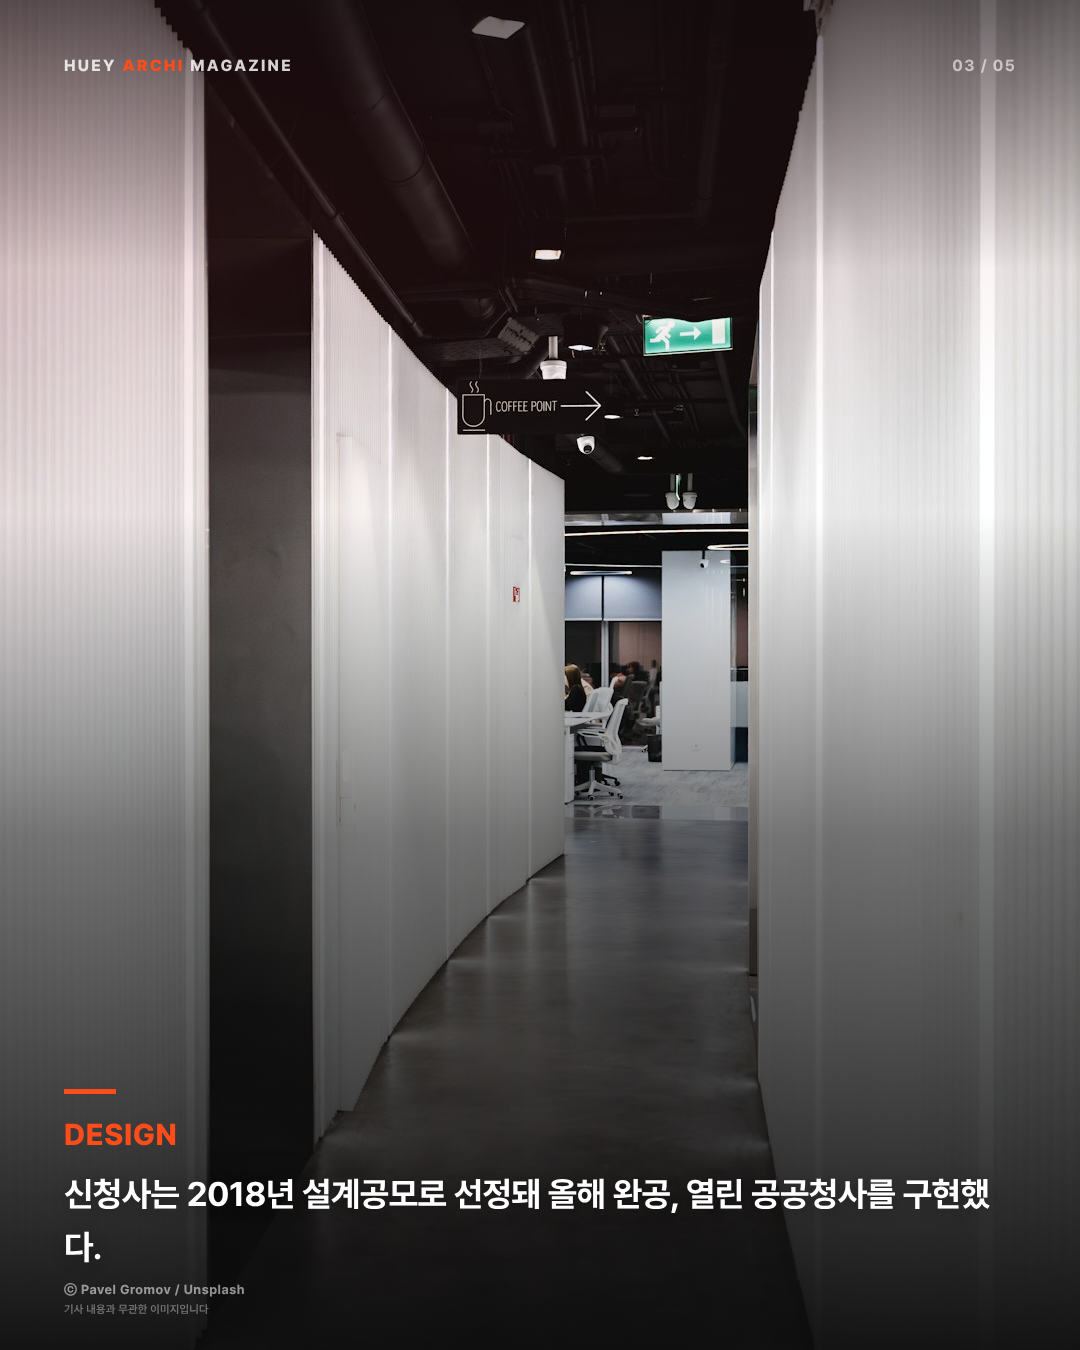 HUEY ARCHI MAGAZINE
03 / 05
COFFEE POINT
DESIGN
신청사는 2018년 설계공모로 선정돼 올해 완공, 열린 공공청사를 구현했
다.
ⓒ Pavel Gromov / Unsplash
기사 내용과 무관한 이미지입니다